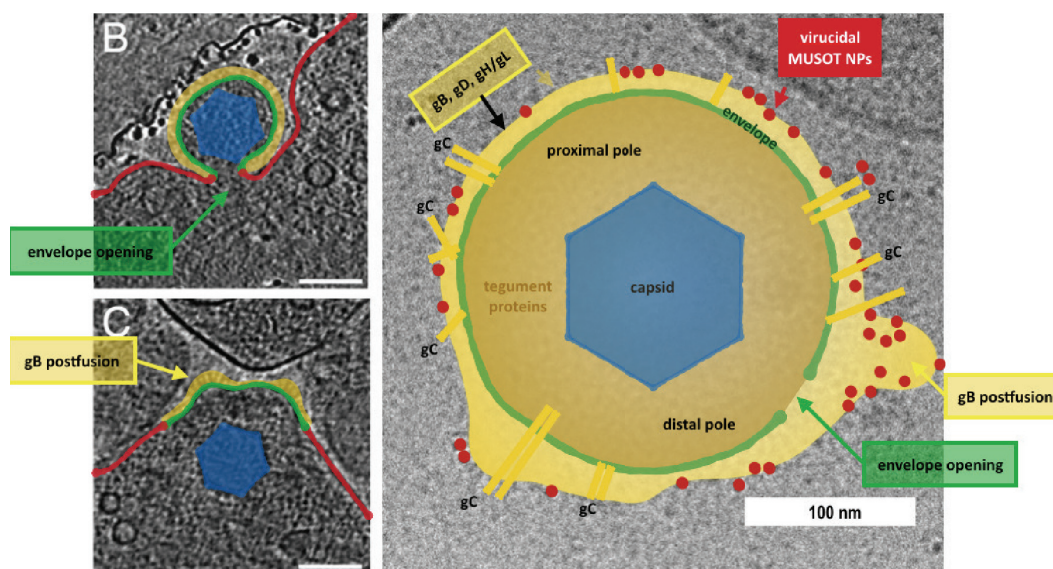 B
envelope opening
C
gB postfusion
gB, gD, gH/gL
virucidal
MUSOT NPs
envelope
gC
proximal pole
gC
gC
gC
tegument
proteins
capsid
gC
distal pole
gB postfusion
envelope opening
gC
gC
100 nm